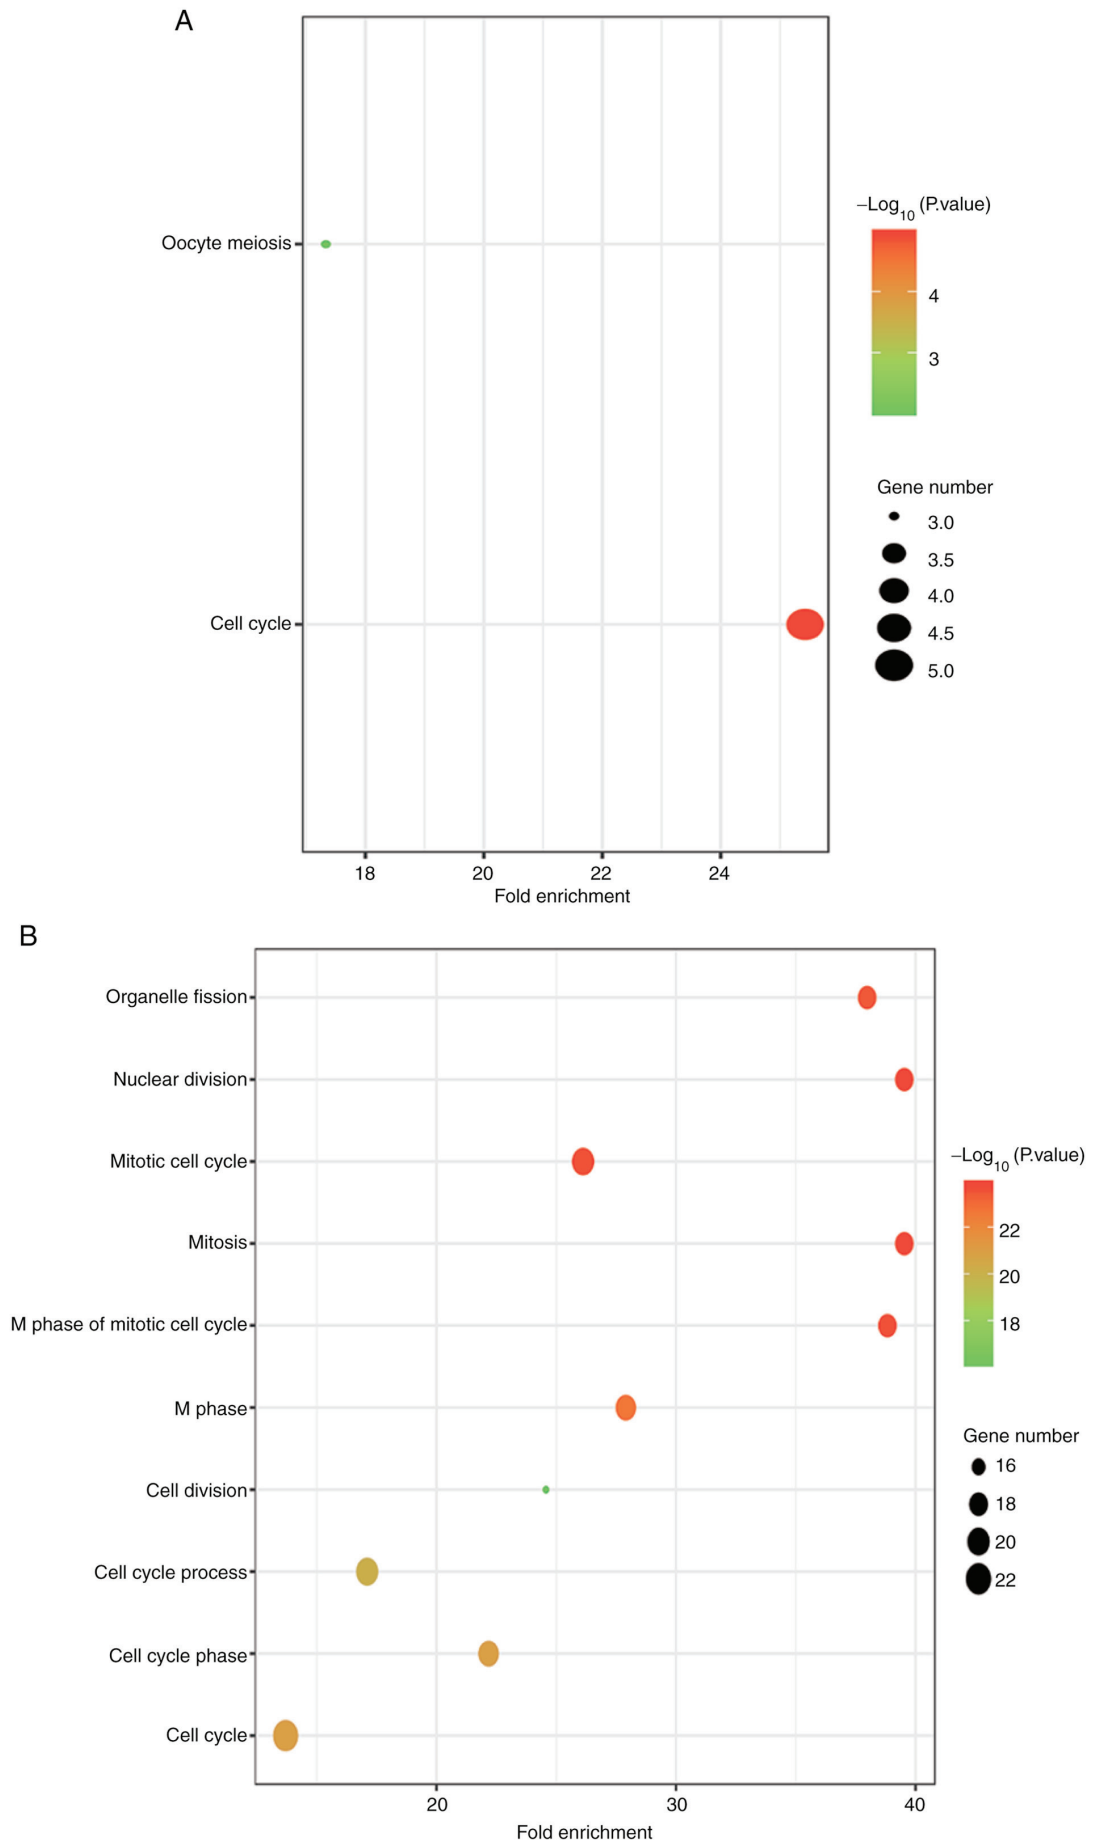 A
Oocyte meiosis
Cell cycle
18 20 22 24
Fold enrichment
−Log10 (P.value)
4
3
Gene number
3.0
3.5
4.0
4.5
5.0
B
Organelle fission
Nuclear division
Mitotic cell cycle
Mitosis
M phase of mitotic cell cycle
M phase
Cell division
Cell cycle process
Cell cycle phase
Cell cycle
20 30 40
Fold enrichment
−Log10 (P.value)
22
20
18
Gene number
16
18
20
22